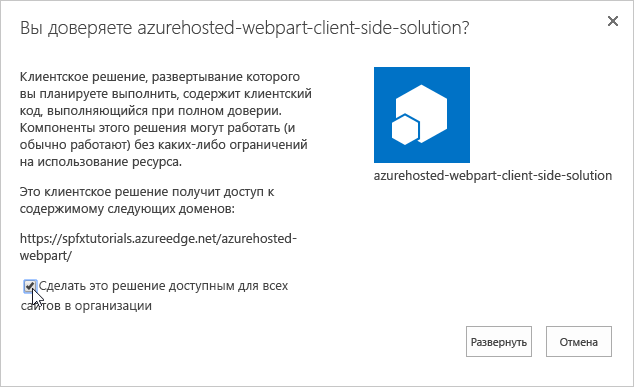 Вы доверяете azurehosted-webpart-client-side-solution?
Клиентское решение, развертывание которого
вы планируете выполнить, содержит клиентский
код, выполняющийся при полном доверии.
Компоненты этого решения могут работать (и
обычно работают) без каких-либо ограничений
на использование ресурса.
azurehosted-webpart-client-side-solution
Это клиентское решение получит доступ к
содержимому следующих доменов:
https://spfxtutorials.azureedge.net/azurehosted-
webpart/
Сделать это решение доступным для всех
сайтов в организации
Развернуть
Отмена